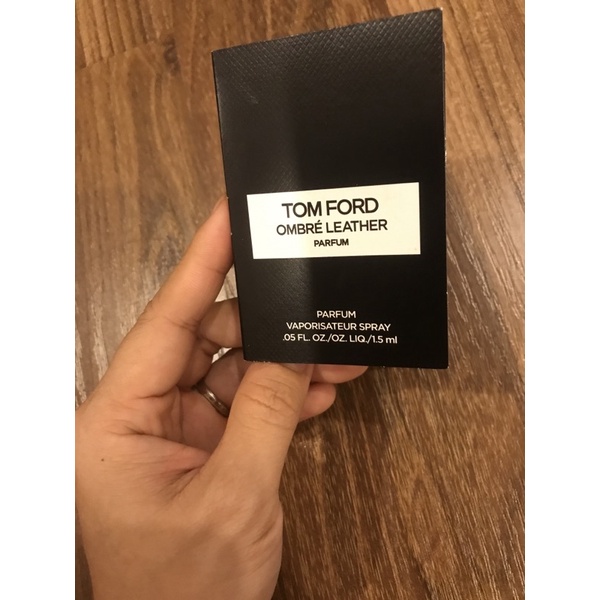 TOM FORD
OMBRÉ LEATHER
PARFUM
PARFUM
VAPORISATEUR SPRAY
.05 FL. OZ./OZ. LIQ./1.5 ml